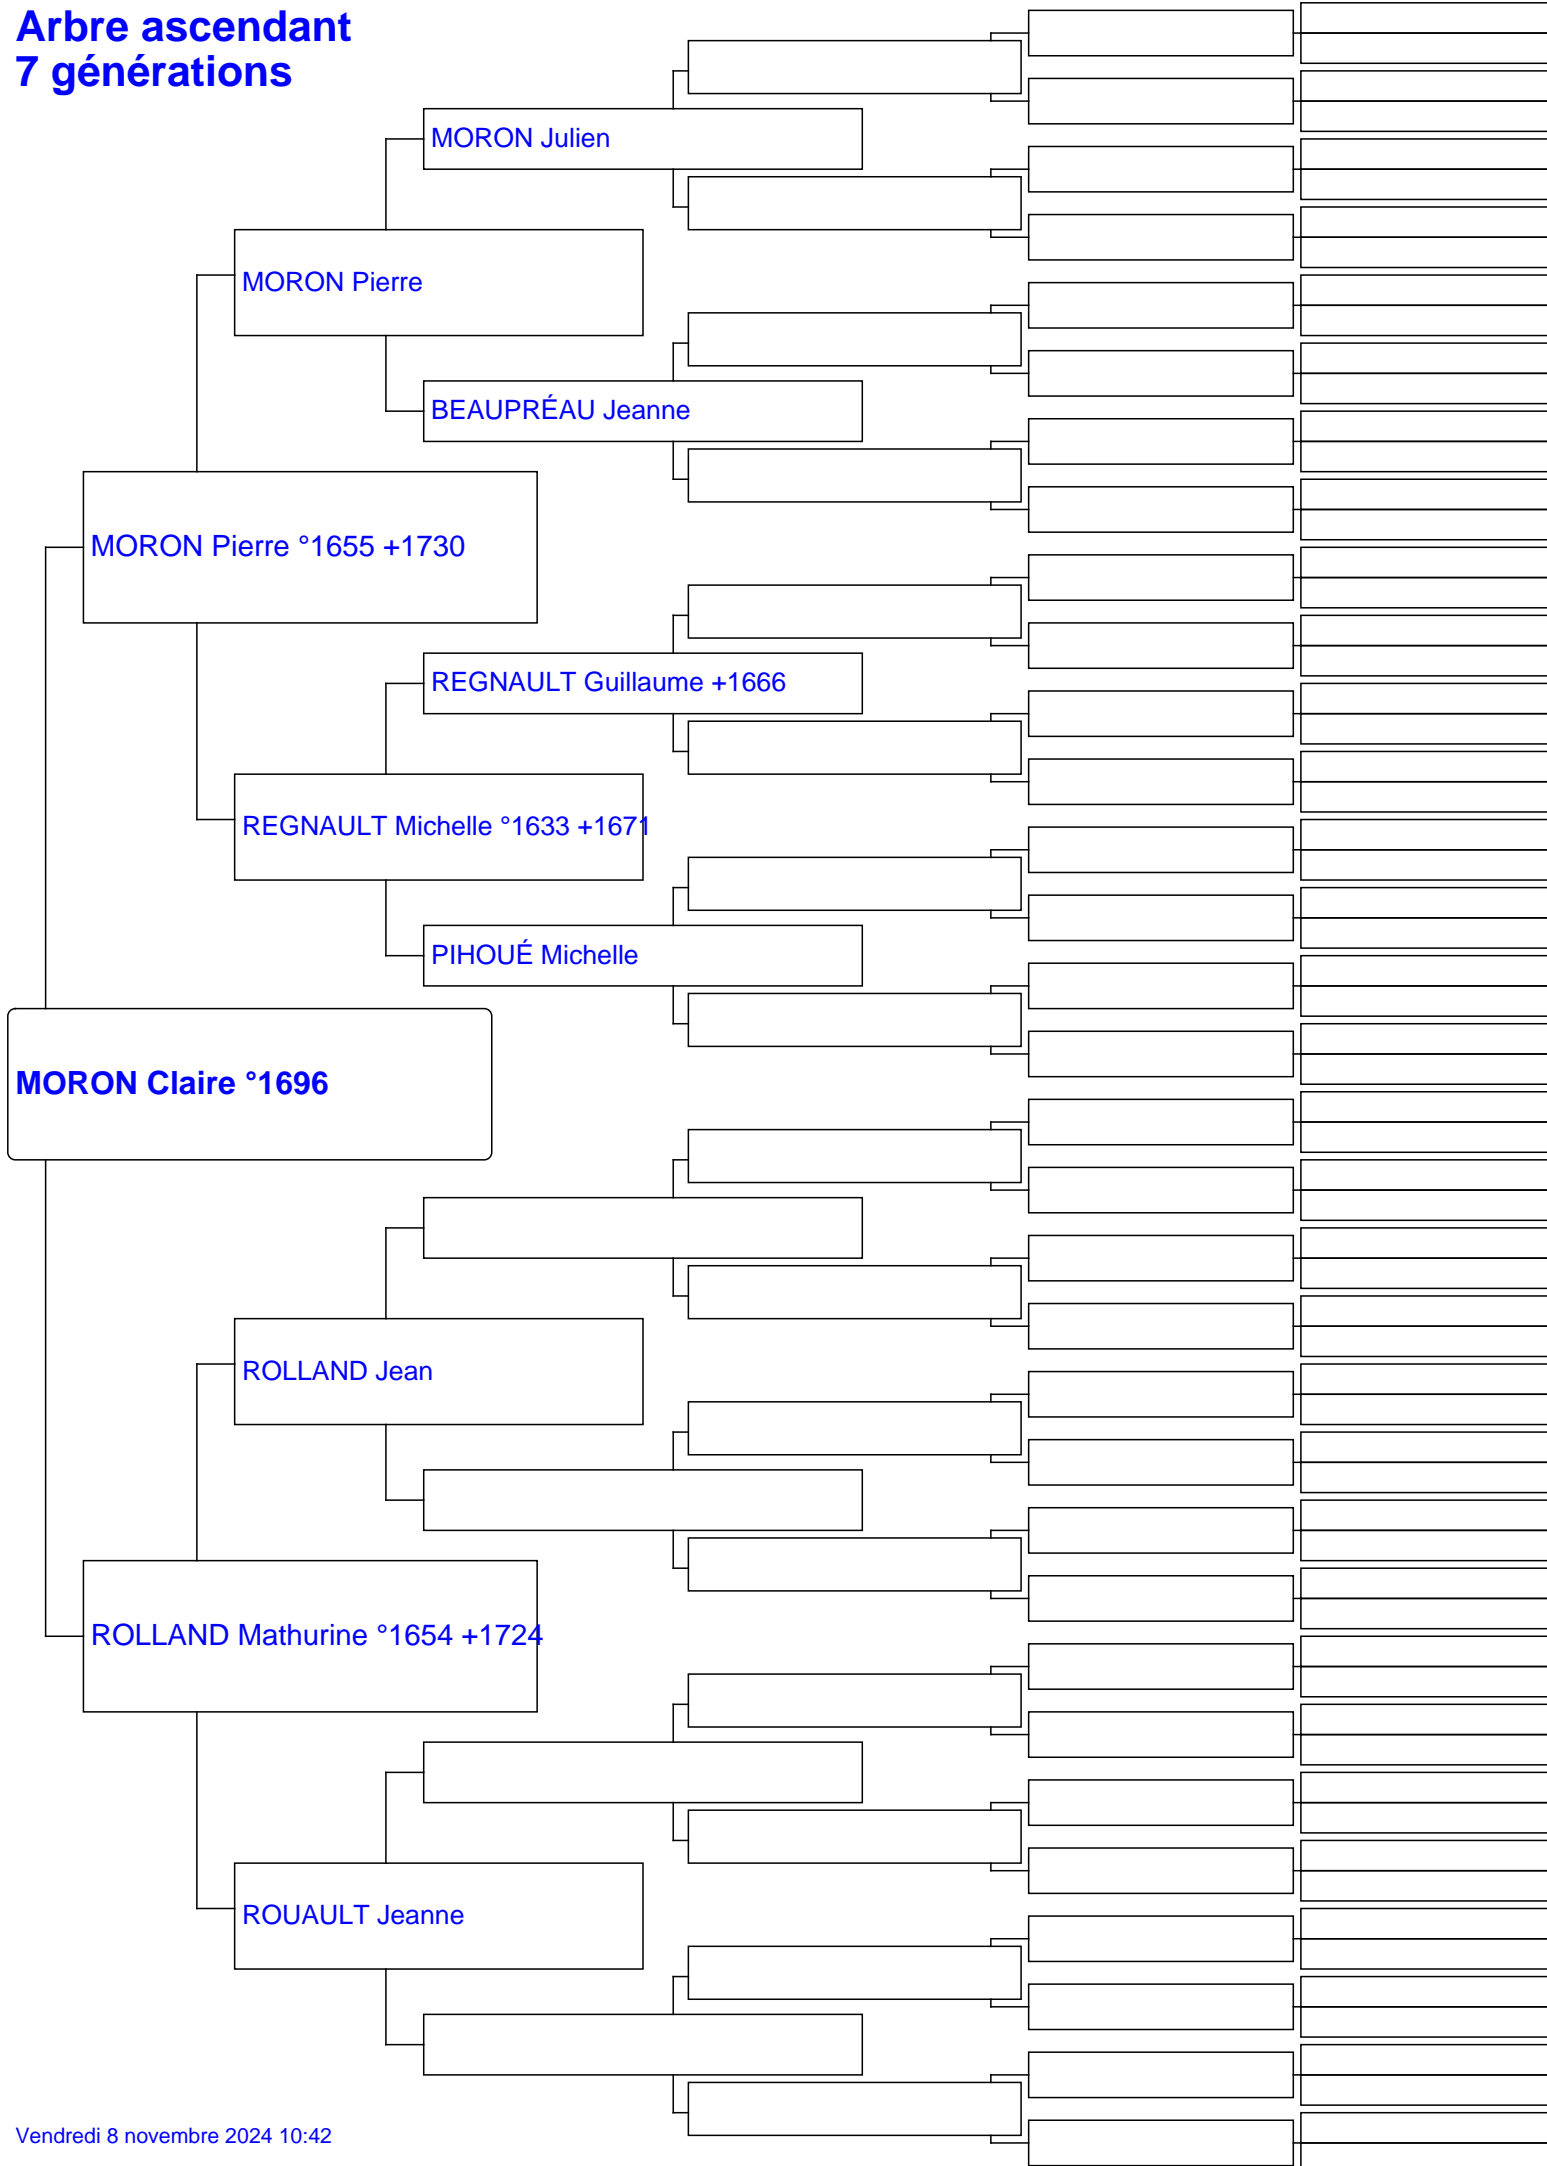 Arbre ascendant
7 générations
MORON Julien
MORON Pierre
BEAUPRÉAU Jeanne
MORON Pierre °1655 +1730
REGNAULT Guillaume +1666
REGNAULT Michelle °1633 +1671
PIHOUÉ Michelle
MORON Claire °1696
ROLLAND Jean
ROLLAND Mathurine °1654 +1724
ROUAULT Jeanne
Vendredi 8 novembre 2024 10:42